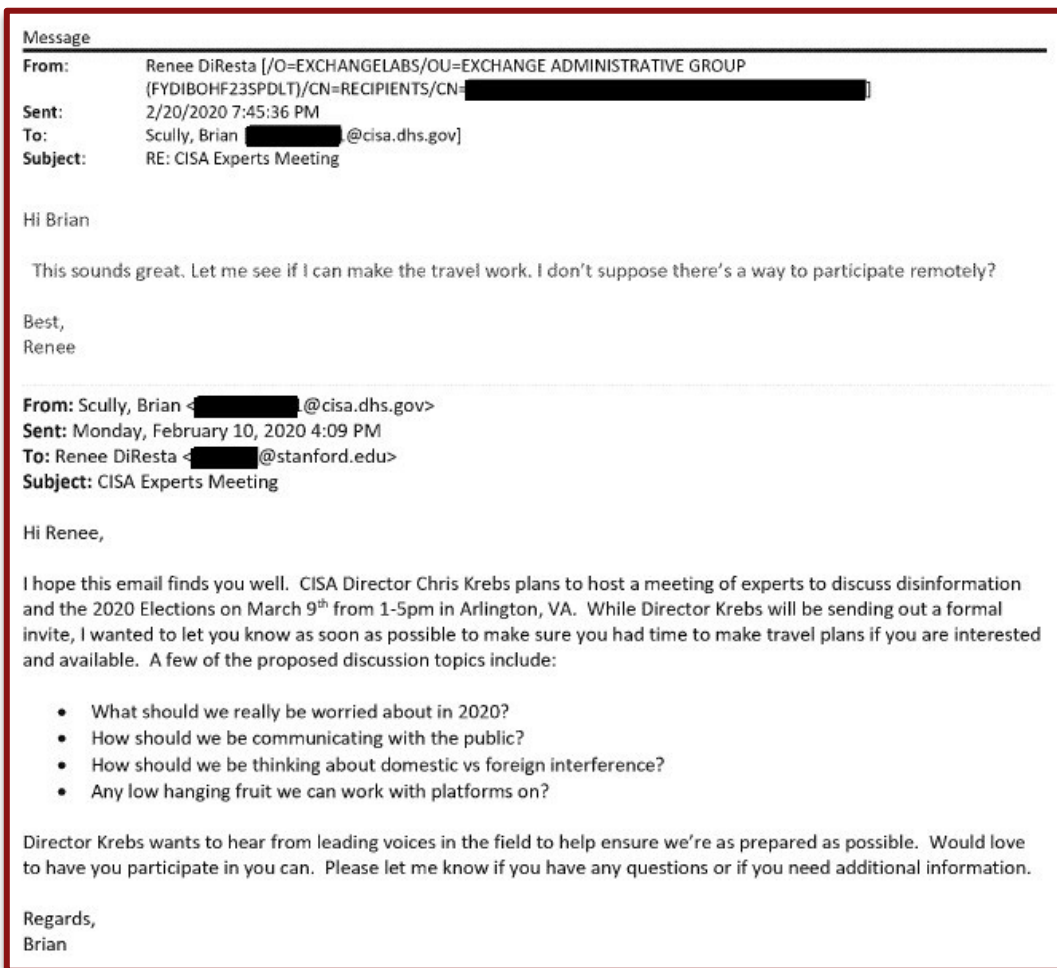 Message
From: Renee DiResta [/O=EXCHANGELABS/OU=EXCHANGE ADMINISTRATIVE GROUP
(FYDIBOHF23SPDLT)/CN=RECIPIENTS/CN= ]
Sent: 2/20/2020 7:45:36 PM
To: Scully, Brian [ @cisa.dhs.gov]
Subject: RE: CISA Experts Meeting
Hi Brian
This sounds great. Let me see if I can make the travel work. I don't suppose there's a way to participate remotely?
Best,
Renee
From: Scully, Brian < @cisa.dhs.gov>
Sent: Monday, February 10, 2020 4:09 PM
To: Renee DiResta < @stanford.edu>
Subject: CISA Experts Meeting
Hi Renee,
I hope this email finds you well. CISA Director Chris Krebs plans to host a meeting of experts to discuss disinformation
and the 2020 Elections on March 9th from 1-5pm in Arlington, VA. While Director Krebs will be sending out a formal
invite, I wanted to let you know as soon as possible to make sure you had time to make travel plans if you are interested
and available. A few of the proposed discussion topics include:
• What should we really be worried about in 2020?
• How should we be communicating with the public?
• How should we be thinking about domestic vs foreign interference?
• Any low hanging fruit we can work with platforms on?
Director Krebs wants to hear from leading voices in the field to help ensure we're as prepared as possible. Would love
to have you participate in you can. Please let me know if you have any questions or if you need additional information.
Regards,
Brian